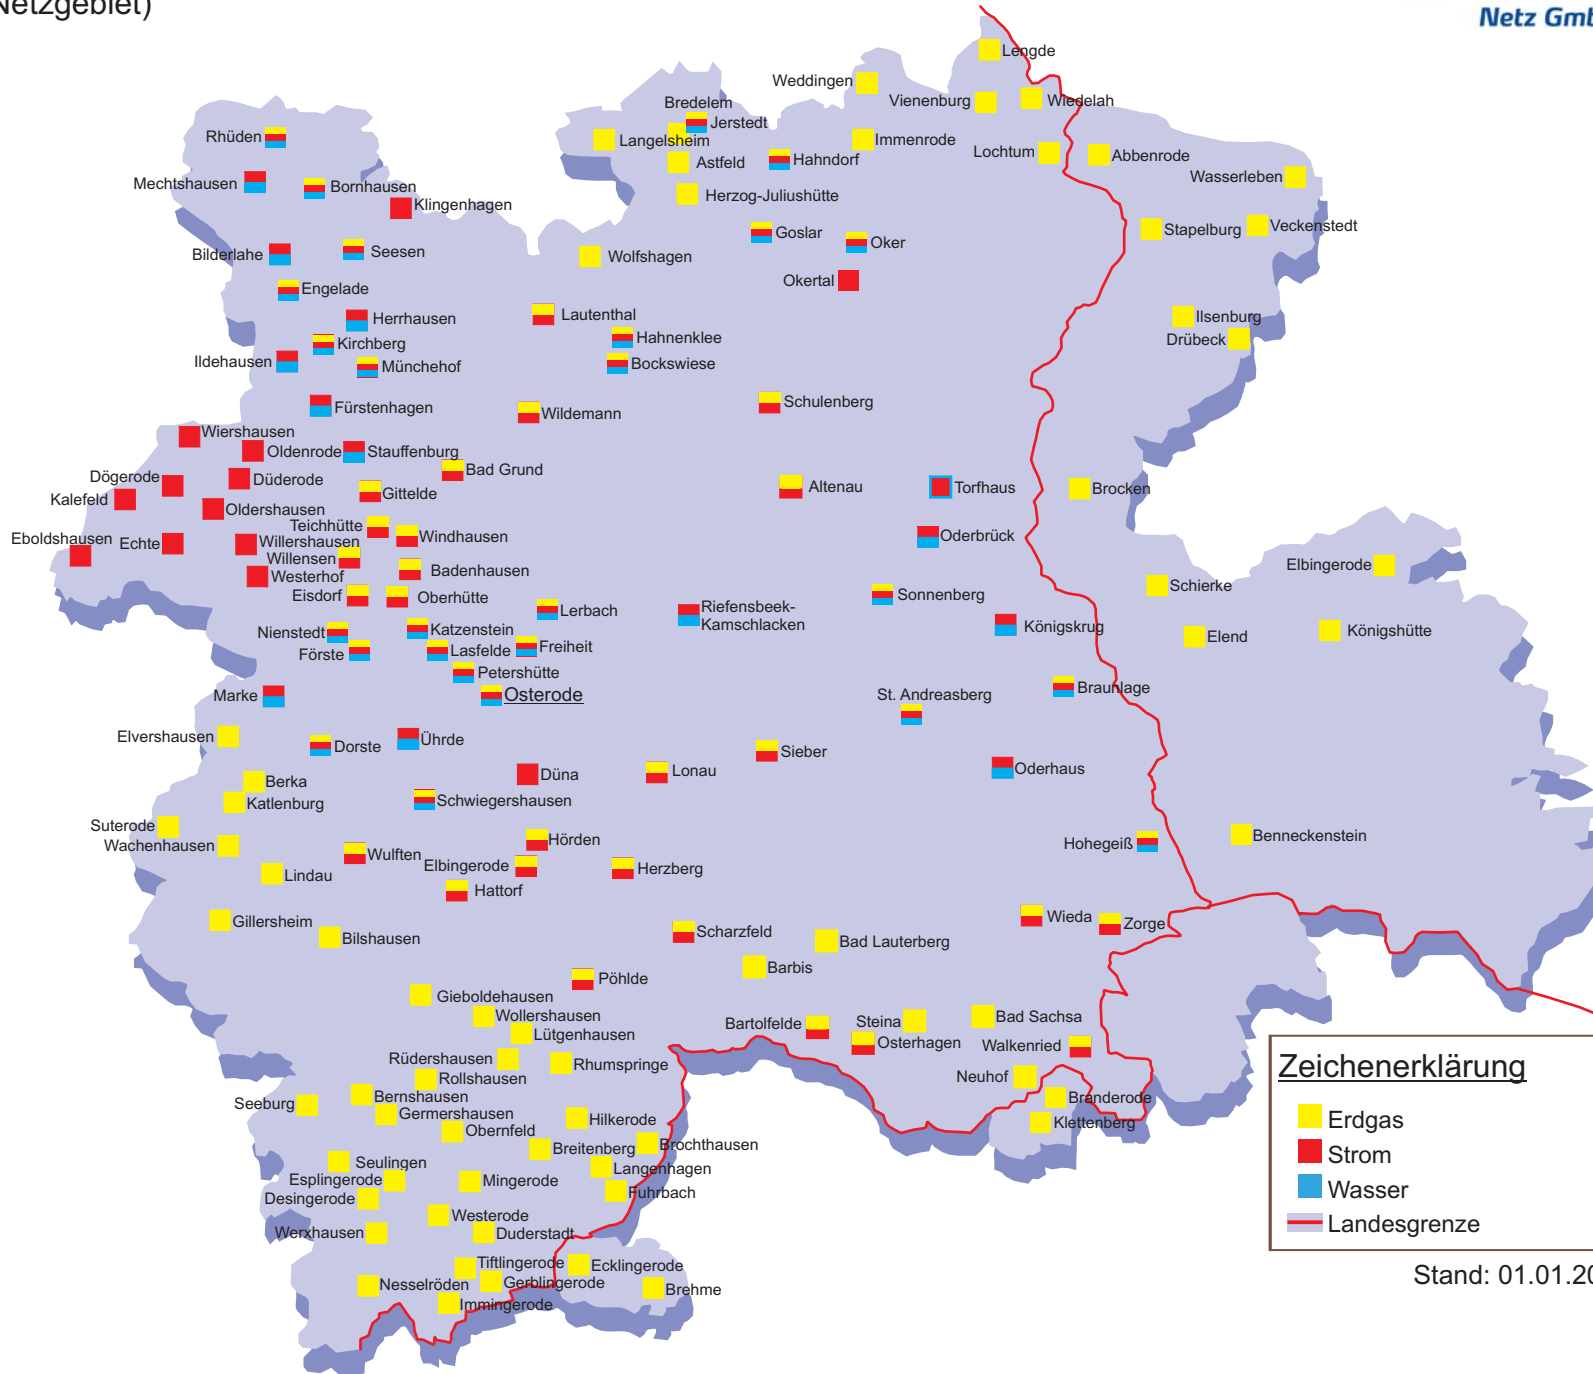 Netzgebiet)
Netz Gmb
Lengde
Weddingen
Vienenburg
Wiedelah
Bredelem
Jerstedt
Rhüden
Langelsheim
Immenrode
Lochtum
Abbenrode
Astfeld
Hahndorf
Wasserleben
Mechtshausen
Bornhausen
Herzog-Juliushütte
Klingenhagen
Stapelburg
Veckenstedt
Goslar
Oker
Bilderlahe
Seesen
Wolfshagen
Okertal
Engelade
Herrhausen
Lautenthal
Ilsenburg
Kirchberg
Hahnenklee
Drübeck
Ildehausen
Münchehof
Bockswiese
Fürstenhagen
Wildemann
Schulenberg
Wiershausen
Oldenrode
Stauffenburg
Bad Grund
Dögerode
Düderode
Gittelde
Altenau
Torfhaus
Brocken
Kalefeld
Oldershausen
Teichhütte
Windhausen
Oderbrück
Eboldshausen
Echte
Willershausen
Willensen
Westerhof
Badenhausen
Elbingerode
Schierke
Eisdorf
Oberhütte
Sonnenberg
Lerbach
Riefensbeek-
Kamschlacken
Königskrug
Nienstedt
Katzenstein
Elend
Königshütte
Förste
Lasfelde
Freiheit
Petershütte
Marke
Osterode
St. Andreasberg
Braunlage
Elvershausen
Dorste
Ührde
Sieber
Düna
Lonau
Oderhaus
Berka
Katlenburg
Schwiegershausen
Suterode
Wachenhausen
Hörden
Hohegeiß
Benneckenstein
Lindau
Wulften
Elbingerode
Herzberg
Hattorf
Gillersheim
Bilshausen
Scharzfeld
Bad Lauterberg
Wieda
Zorge
Barbis
Pöhlde
Gieboldehausen
Wollershausen
Lütgenhausen
Bartolfelde
Steina
Bad Sachsa
Osterhagen
Walkenried
Rüdershausen
Rhumspringe
Rollshausen
Neuhof
Seeburg
Bernshausen
Branderode
Germershausen
Hilkerode
Klettenberg
Obernfeld
Breitenberg
Brochthausen
Seulingen
Langenhagen
Esplingerode
Mingerode
Desingerode
Fuhrbach
Westerode
Werxhausen
Duderstadt
Tiftlingerode
Ecklingerode
Nesselröden
Gerblingerode
Brehme
Immingerode
Zeichenerklärung
Erdgas
Strom
Wasser
Landesgrenze
Stand: 01.01.20